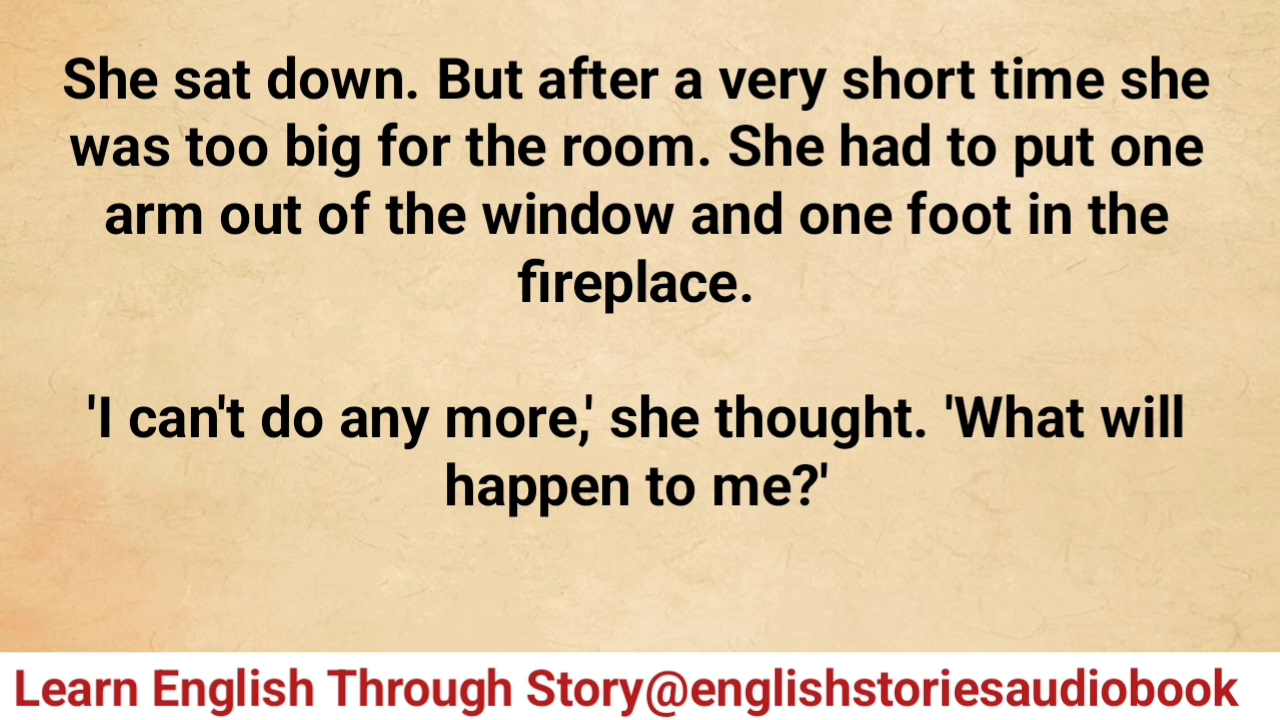 She sat down. But after a very short time she
was too big for the room. She had to put one
arm out of the window and one foot in the
fireplace.
'I can't do any more,' she thought. 'What will
happen to me?'
Learn English Through Story@englishstoriesaudiobook